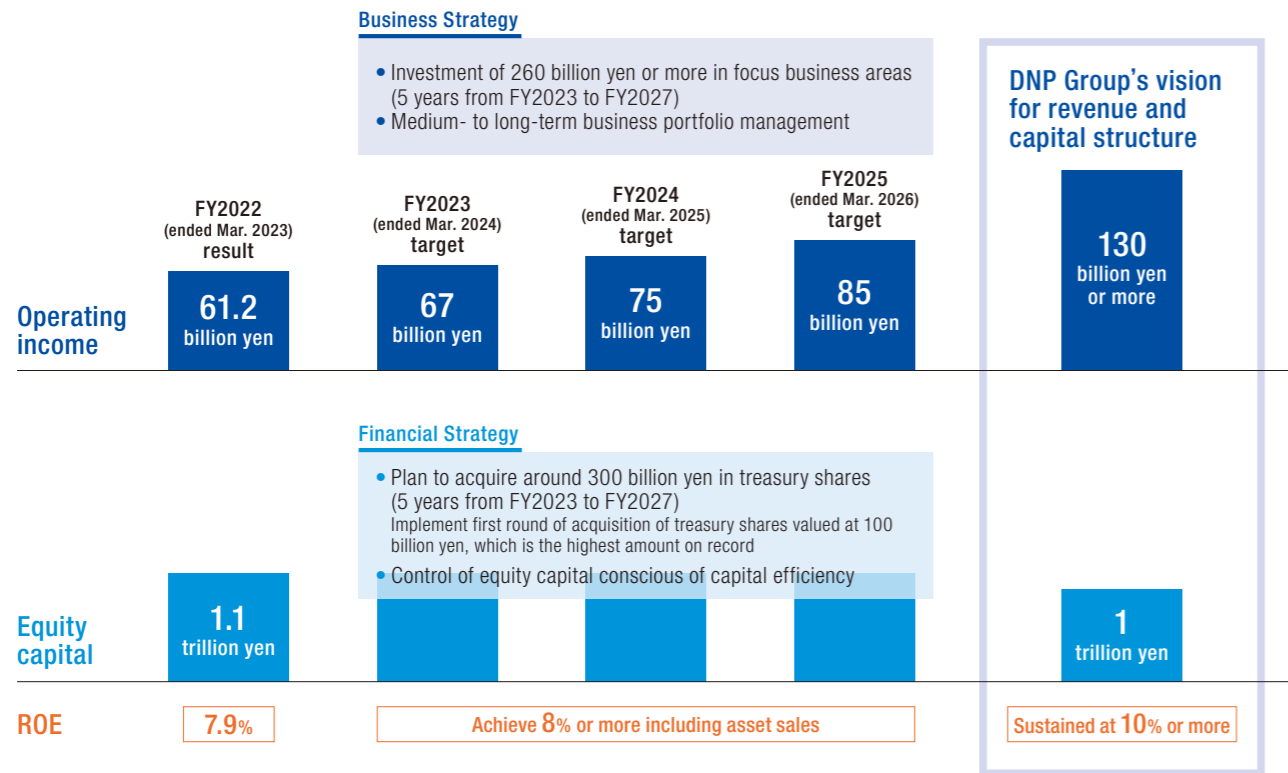 Business Strategy
• Investment of 260 billion yen or more in focus business areas
(5 years from FY2023 to FY2027)
• Medium- to long-term business portfolio management
DNP Group's vision
for revenue and
capital structure
FY2022
(ended Mar. 2023)
result
FY2023
(ended Mar. 2024)
target
FY2024
(ended Mar. 2025)
target
FY2025
(ended Mar. 2026)
target
Operating
income
61.2
billion yen
67
billion yen
75
billion yen
85
billion yen
130
billion yen
or more
Financial Strategy
• Plan to acquire around 300 billion yen in treasury shares
(5 years from FY2023 to FY2027)
Implement first round of acquisition of treasury shares valued at 100
billion yen, which is the highest amount on record
• Control of equity capital conscious of capital efficiency
Equity
capital
1.1
trillion yen
1
trillion yen
ROE
7.9%
Achieve 8% or more including asset sales
Sustained at 10% or more